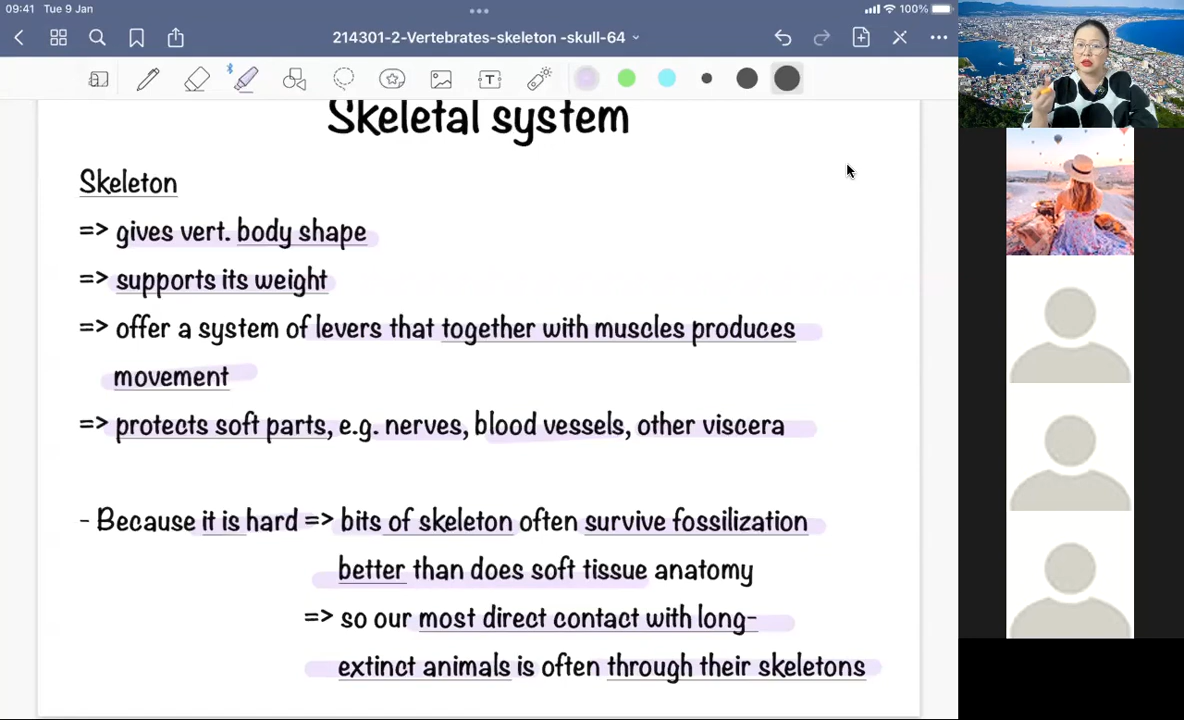 09:41 Tue 9 Jan
100%
214301-2-Vertebrates-skeleton -skull-64
Skeletal system
Skeleton
=> gives vert. body shape
=> supports its weight
=> offer a system of levers that together with muscles produces
movement
=> protects soft parts, e.g. nerves, blood vessels, other viscera
- Because it is hard => bits of skeleton often survive fossilization
better than does soft tissue anatomy
=> so our most direct contact with long-
extinct animals is often through their skeletons